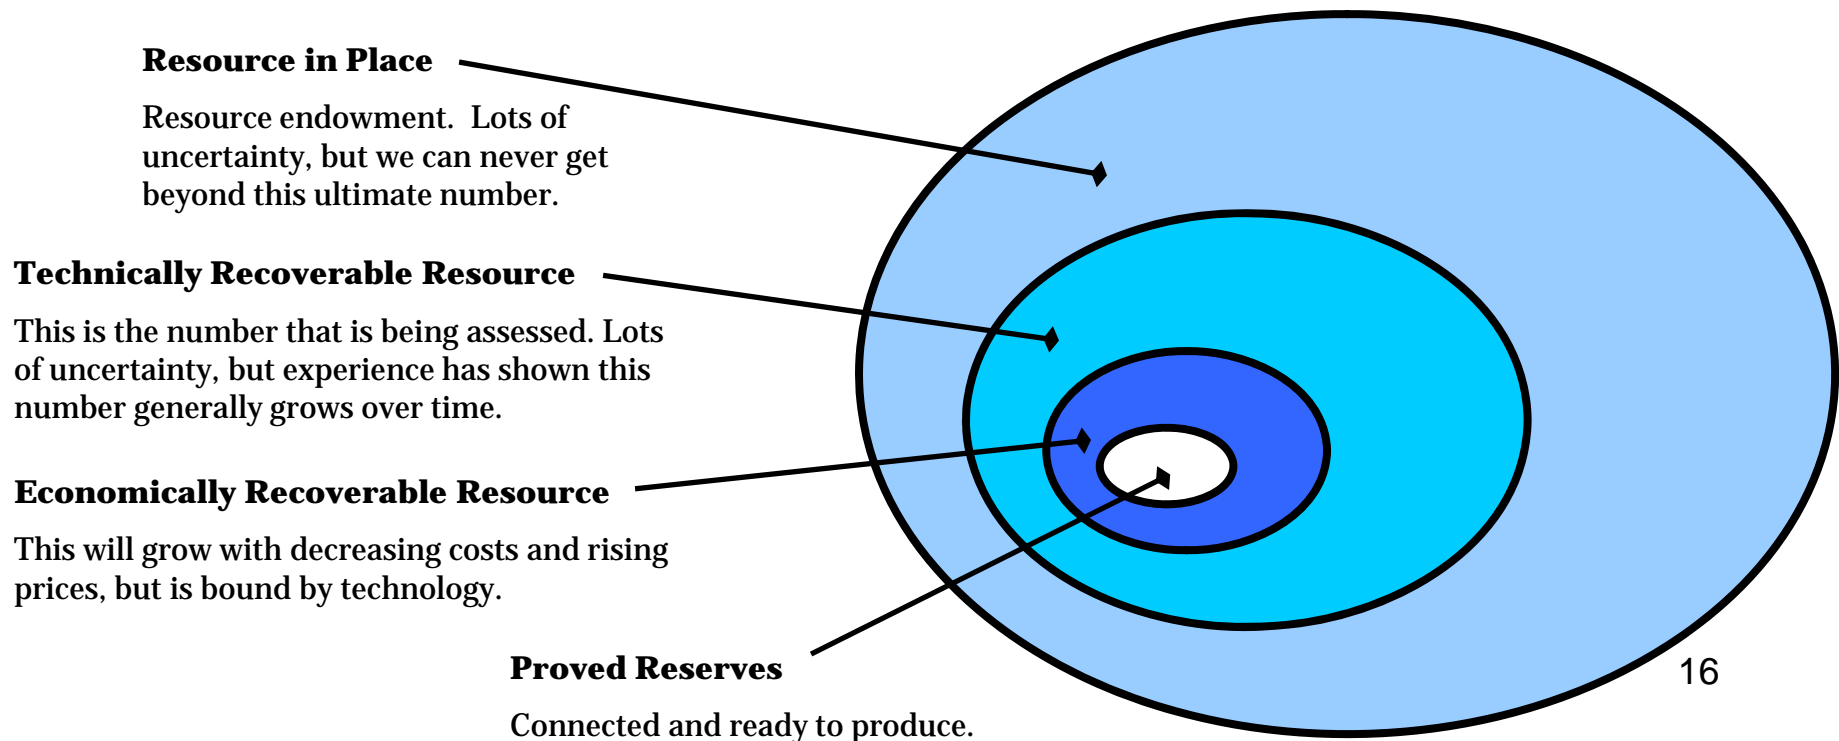 Resource in Place
Resource endowment.  Lots of
uncertainty, but we can never get
beyond this ultimate number.
Technically Recoverable Resource
This is the number that is being assessed. Lots
of uncertainty, but experience has shown this
number generally grows over time.
Economically Recoverable Resource
This will grow with decreasing costs and rising
prices, but is bound by technology.
Proved Reserves
Connected and ready to produce.
16